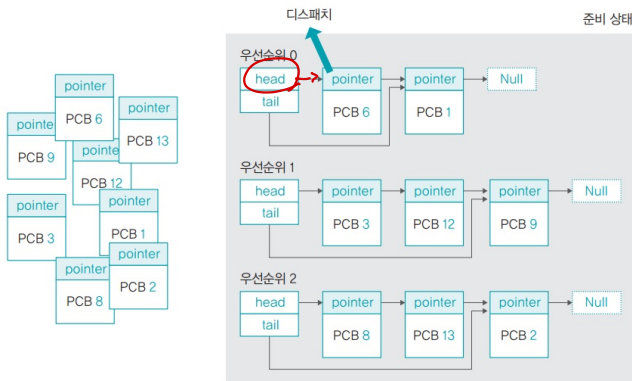 디스패치
준비 상태
pointer
PCB 6
pointer
PCB 13
pointe
PCB 9
pointe
PCB 12
pointer
PCB 3
pointer
PCB 1
pointer
PCB 8
pointer
PCB 2
우선순위 0
head
tail
pointer
PCB 6
pointer
PCB 1
Null
우선순위 1
head
tail
pointer
PCB 3
pointer
PCB 12
pointer
PCB 9
Null
우선순위 2
head
tail
pointer
PCB 8
pointer
PCB 13
pointer
PCB 2
Null